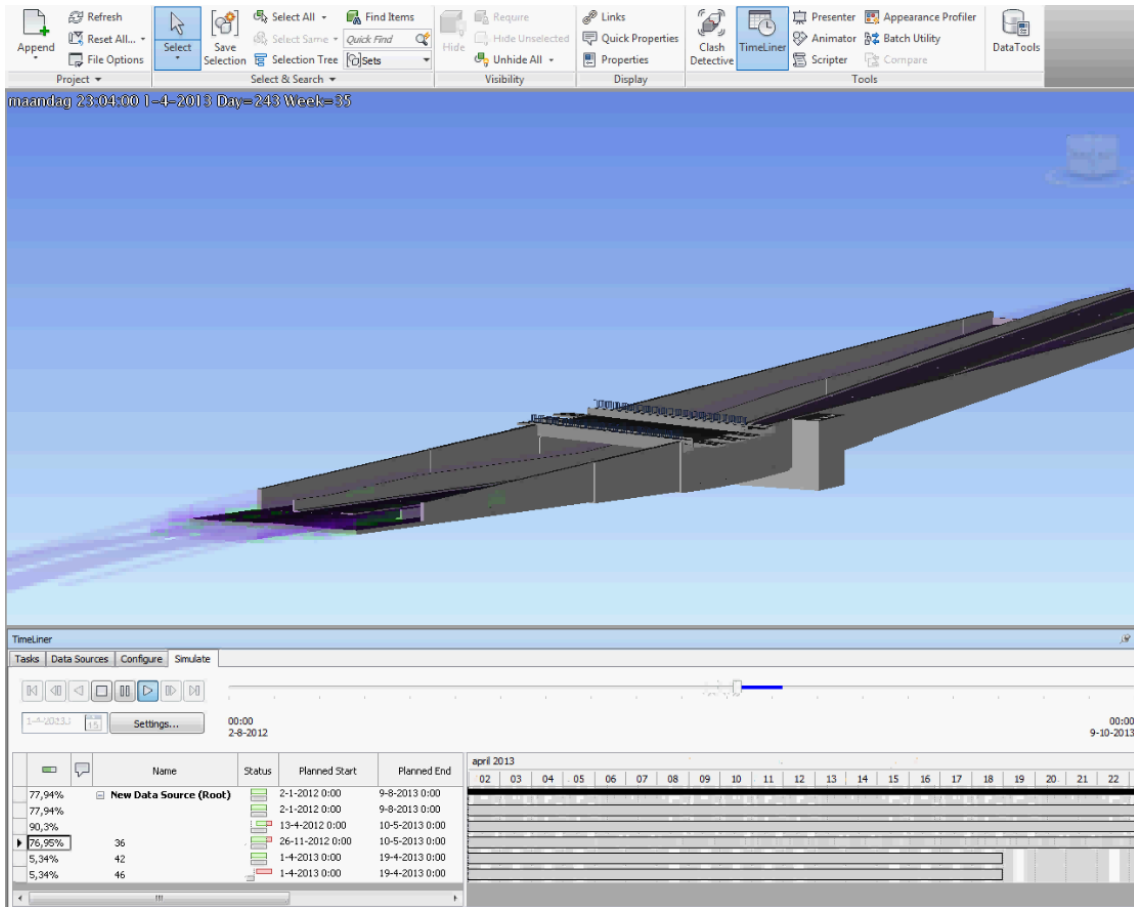 Refresh
Reset All...
File Options
Append
Project
Select
Save Selection
Select All
Select Same
Selection Tree
Find Items
Quick Find
Sets
Select & Search
Hide
Require
Hide Unselected
Unhide All
Visibility
Links
Quick Properties
Properties
Display
Clash Detective
TimeLiner
Presenter
Animator
Scripter
Appearance Profiler
Batch Utility
Compare
Tools
DataTools
maandag 23:04:00 1-4-2013 Day=243 Week=35
TimeLiner
Tasks Data Sources Configure Simulate
15 Settings...
00:00 00:00
2-8-2012 9-10-2013
april 2013
Name Status Planned Start Planned End 02 03 04 05 06 07 08 09 10 11 12 13 14 15 16 17 18 19 20 21 22
77,94% New Data Source (Root) 2-1-2012 0:00 9-8-2013 0:00
77,94% 2-1-2012 0:00 9-8-2013 0:00
90,3% 13-4-2012 0:00 10-5-2013 0:00
76,95% 36 26-11-2012 0:00 10-5-2013 0:00
5,34% 42 1-4-2013 0:00 19-4-2013 0:00
5,34% 46 1-4-2013 0:00 19-4-2013 0:00